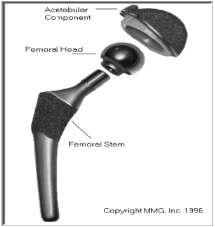 Acetabular
Component
Femoral Head
Femoral Stem
Copyright MMG, Inc. 1996